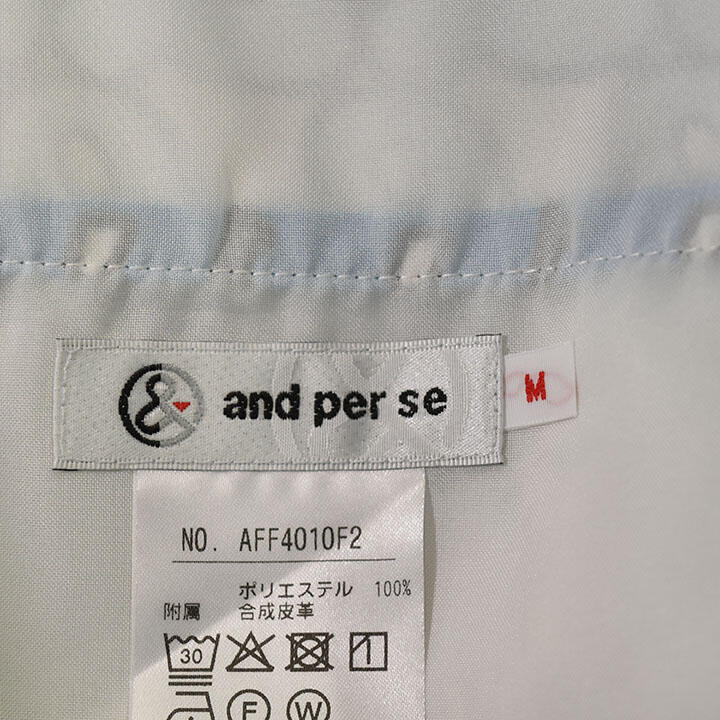 & and per se
M
NO. AFF4010F2
ポリエステル 100%
附属 合成皮革
30
F W